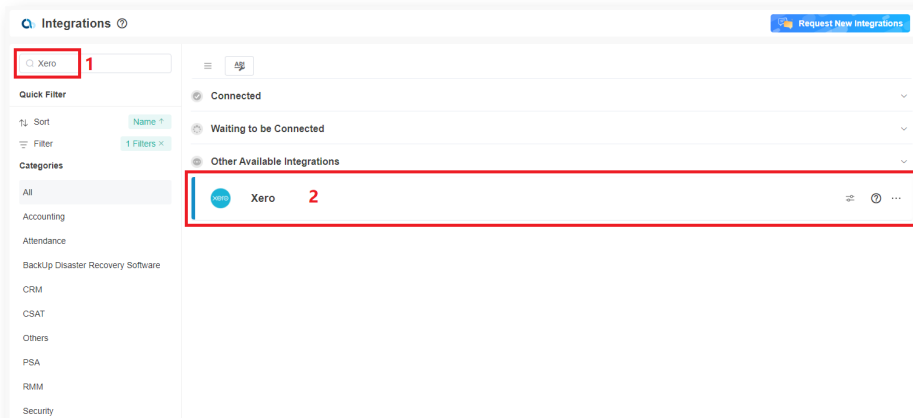 Integrations
Request New Integrations
Xero
1
Quick Filter
Sort
Name ↑
Filter
1 Filters ×
Categories
All
Accounting
Attendance
BackUp Disaster Recovery Software
CRM
CSAT
Others
PSA
RMM
Security
Connected
Waiting to be Connected
Other Available Integrations
xero
Xero
2